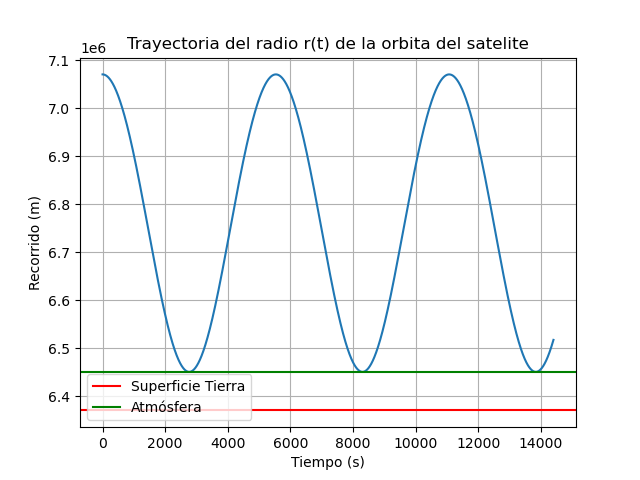 Trayectoria del radio r(t) de la orbita del satelite
1e6
7.1
7.0
6.9
6.8
6.7
6.6
6.5
6.4
Recorrido (m)
Superficie Tierra
Atmósfera
0 2000 4000 6000 8000 10000 12000 14000
Tiempo (s)